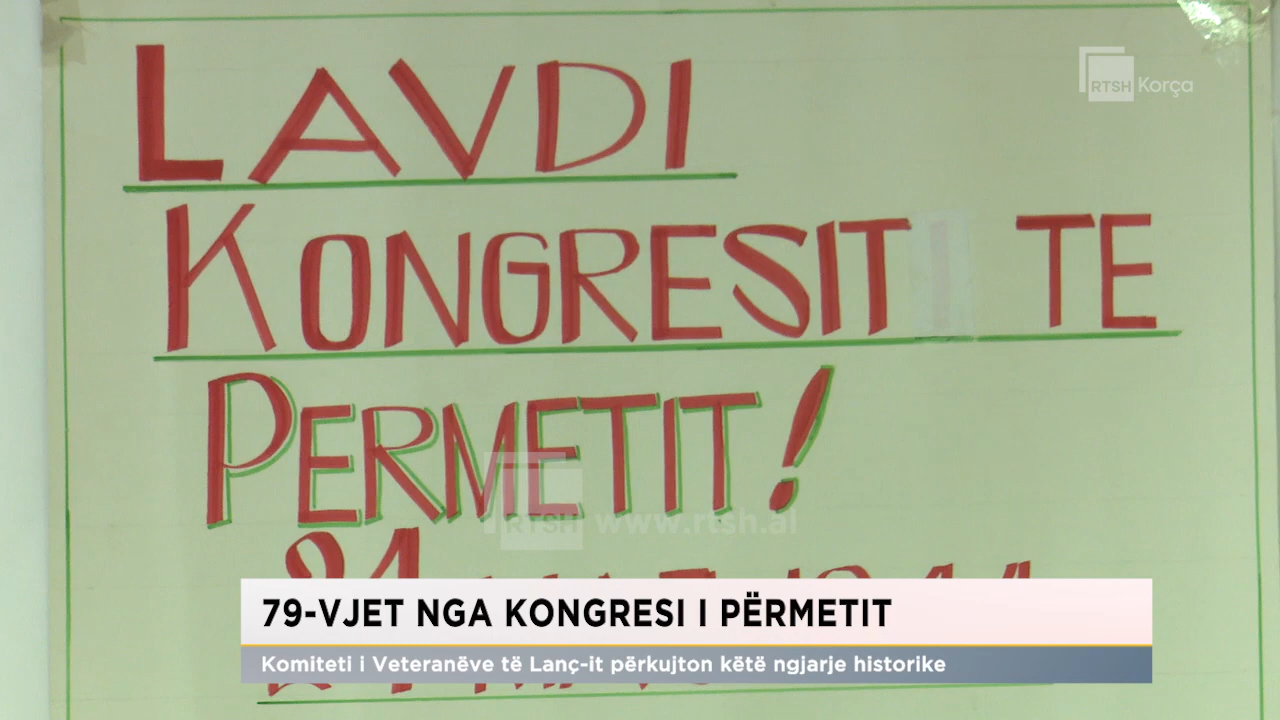 LAVDI
RTSH Korça
KONGRESIT TE
PERMETIT!
RTSH www.rtsh.al
79-VJET NGA KONGRESI I PËRMETIT
Komiteti i Veteranëve të Lanç-it përkujton këtë ngjarje historike